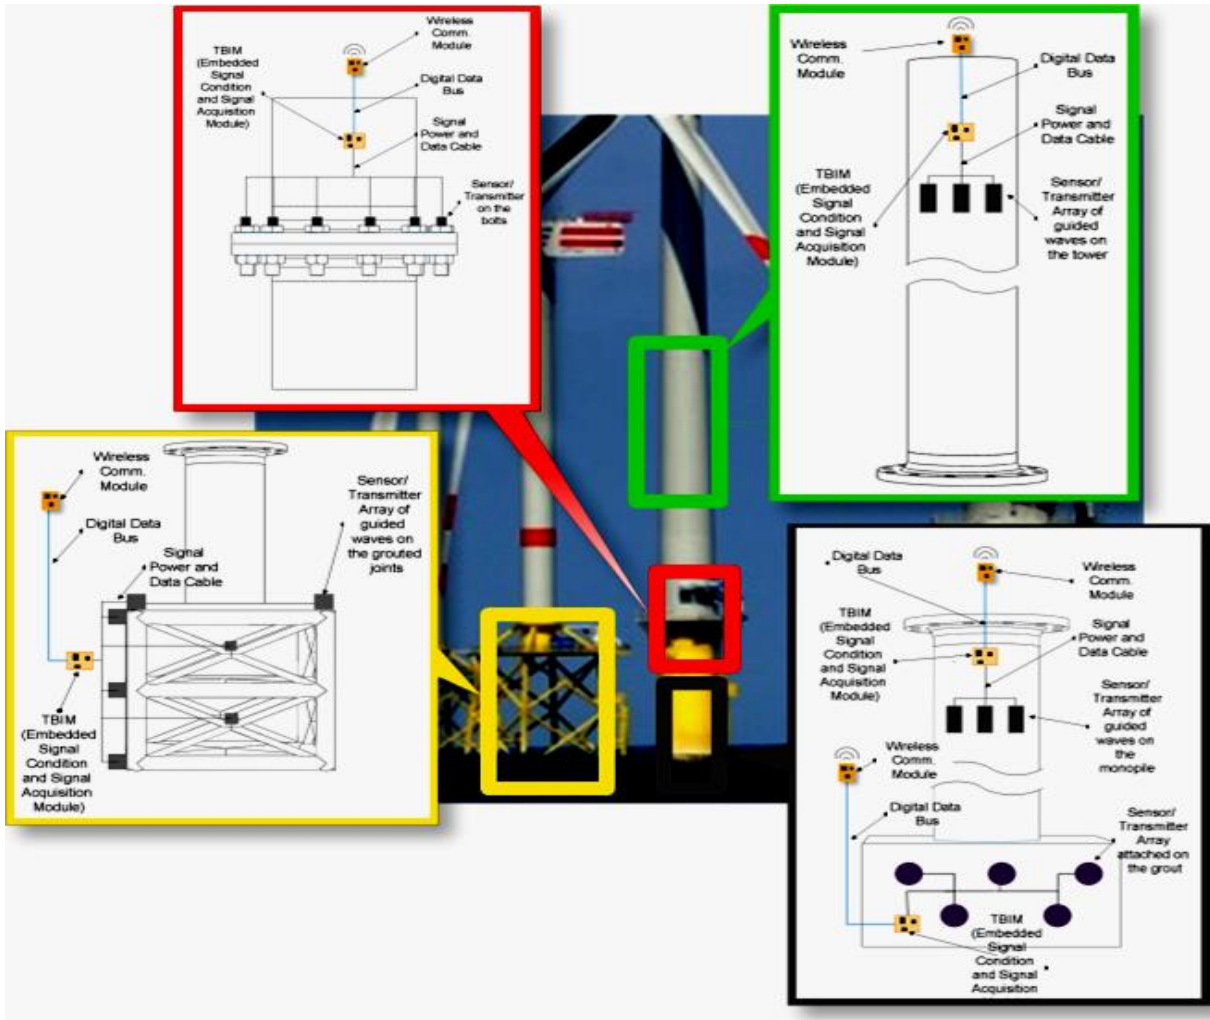 Wireless
Comm.
Module
TBIM
(Embedded
Signal
Condition
and Signal
Acquisition
Module)
Digital Data
Bus
Signal
Power and
Data Cable
Sensor/
Transmitter
on the
bolts
Wireless
Comm.
Module
Digital Data
Bus
Signal
Power and
Data Cable
TBIM
(Embedded
Signal
Condition
and Signal
Acquisition
Module)
Sensor/
Transmitter
Array of
guided
waves on
the tower
Wireless
Comm.
Module
Digital Data
Bus
Signal
Power and
Data Cable
Sensor/
Transmitter
Array of
guided
waves on
the grouted
joints
TBIM
(Embedded
Signal
Condition
and Signal
Acquisition
Module)
Digital Data
Bus
Wireless
Comm.
Module
TBIM
(Embedded
Signal
Condition
and Signal
Acquisition
Module)
Signal
Power and
Data Cable
Sensor/
Transmitter
Array of
guided
waves on
the
monopile
Wireless
Comm.
Module
Digital Data
Bus
Sensor/
Transmitter
Array
attached on
the grout
TBIM
(Embedded
Signal
Condition
and Signal
Acquisition